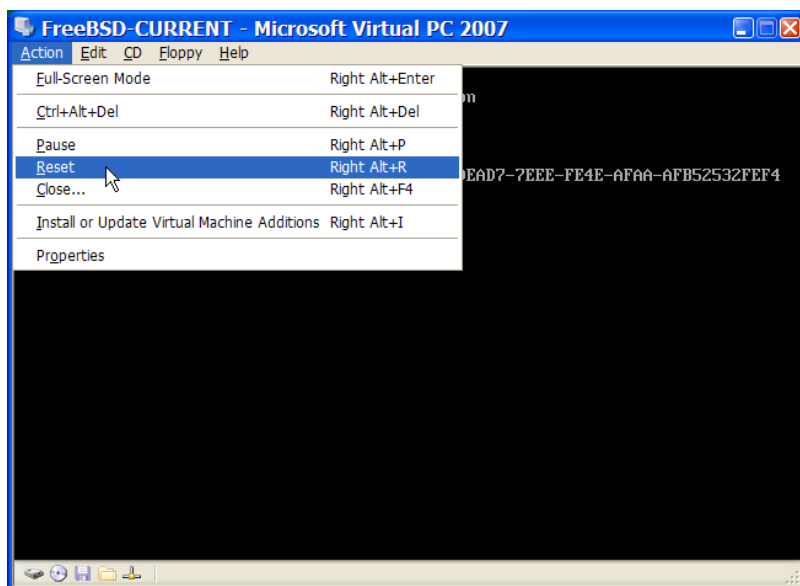 FreeBSD-CURRENT - Microsoft Virtual PC 2007
Action Edit CD Floppy Help
Full-Screen Mode Right Alt+Enter
Ctrl+Alt+Del Right Alt+Del
Pause Right Alt+P
Reset Right Alt+R
Close... Right Alt+F4
Install or Update Virtual Machine Additions Right Alt+I
Properties
on
EAD7-7EEE-FE4E-AFAA-AFB52532FEF4